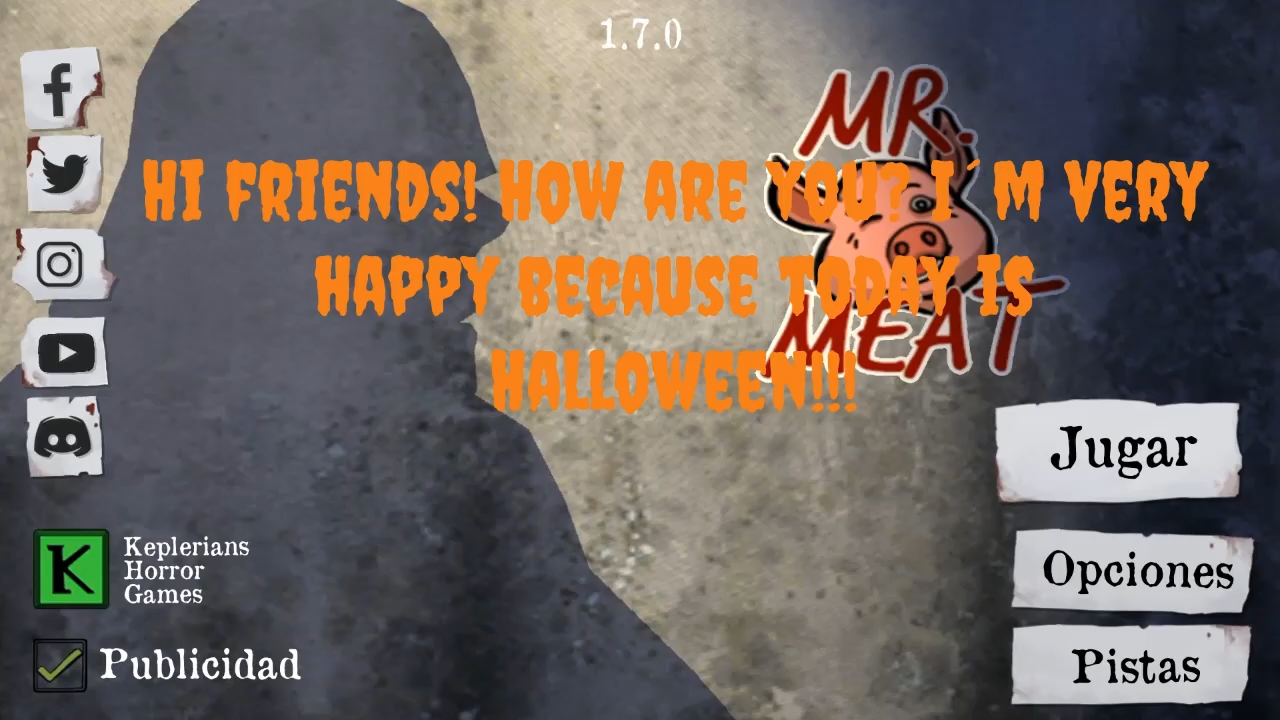 1.7.0
MR.
MEAT
HI FRIENDS! HOW ARE YOU? I´M VERY
HAPPY BECAUSE TODAY IS
HALLOWEEN!!!
Jugar
Opciones
Pistas
K
Keplerians
Horror
Games
Publicidad